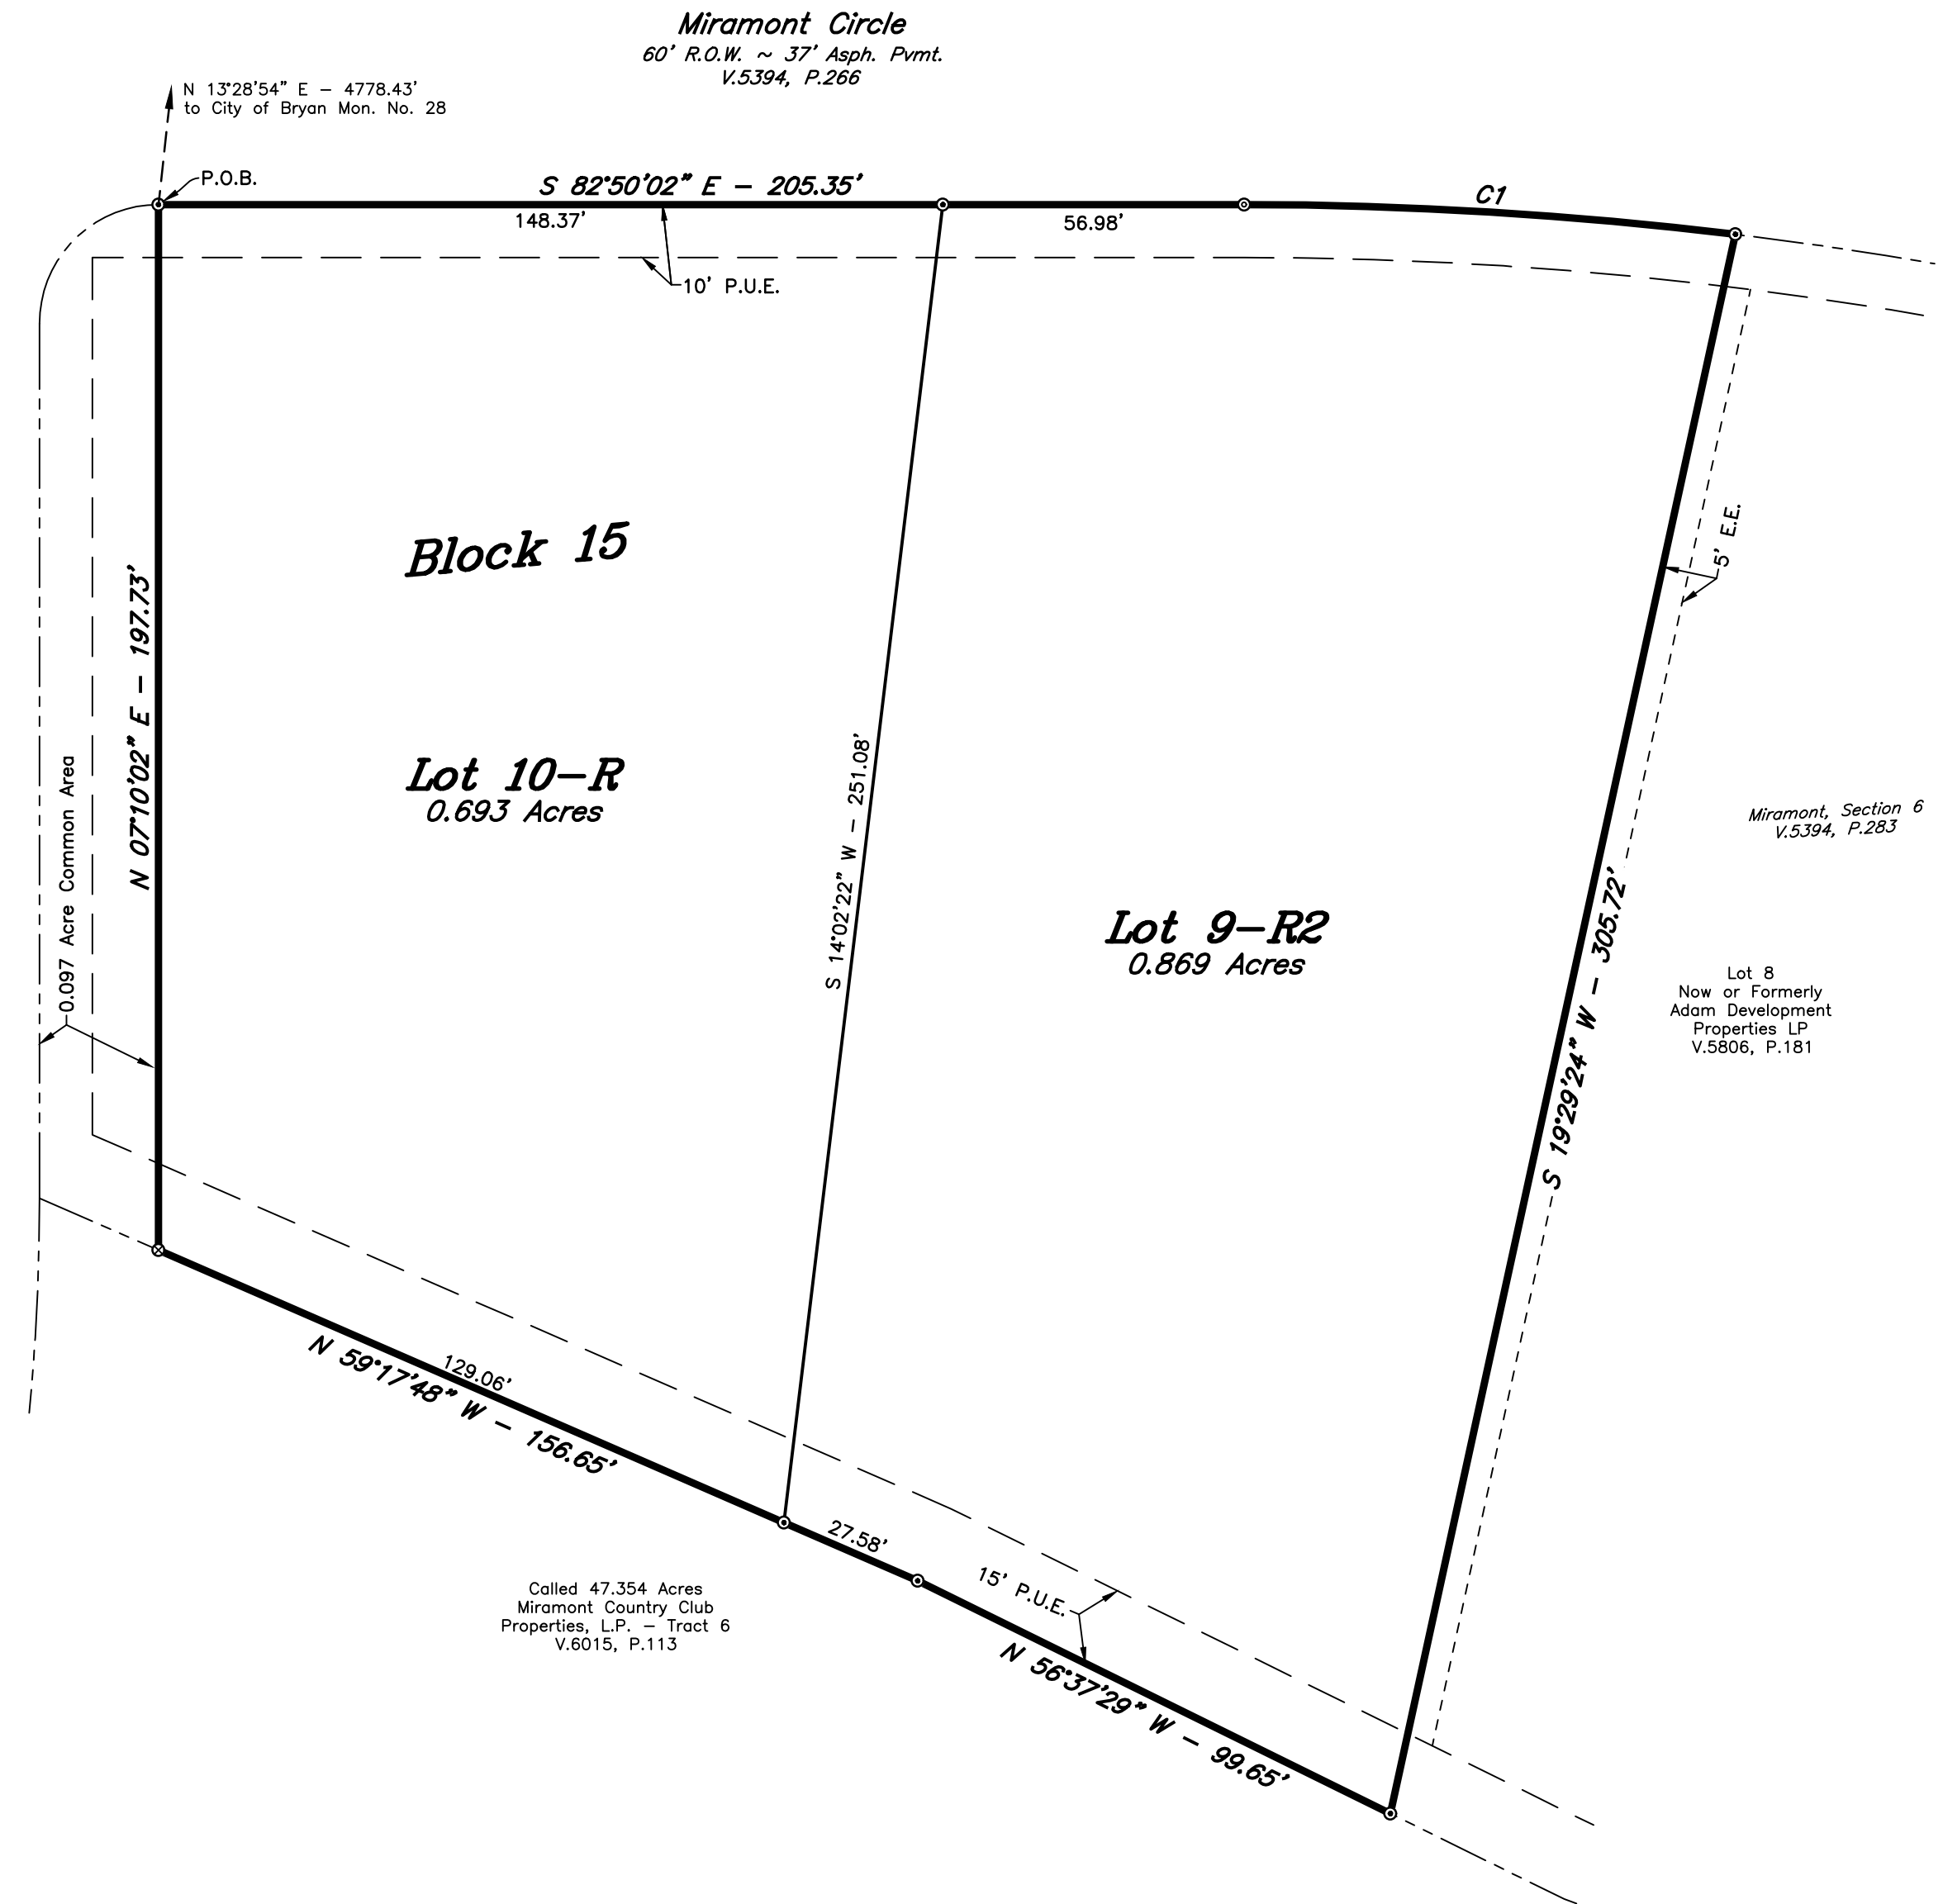 Miramont Circle
60' R.O.W. ~ 37' Asph. Pvmt.
V.5394, P.266
N 13°28'54" E - 4778.43'
to City of Bryan Mon. No. 28
P.O.B.
S 82°50'02" E - 205.35'
C1
148.37'
56.98'
10' P.U.E.
5' E.E.
Block 15
N 07°10'02" E - 197.73'
S 14°02'22" W - 251.08'
Lot 10-R
0.693 Acres
0.097 Acre Common Area
Miramont, Section 6
V.5394, P.283
Lot 9-R2
0.869 Acres
S 19°29'24" W - 305.72'
Lot 8
Now or Formerly
Adam Development
Properties LP
V.5806, P.181
129.06'
N 59°17'48" W - 156.65'
27.58'
15' P.U.E.
Called 47.354 Acres
Miramont Country Club
Properties, L.P. - Tract 6
V.6015, P.113
N 56°37'29" W - 99.65'